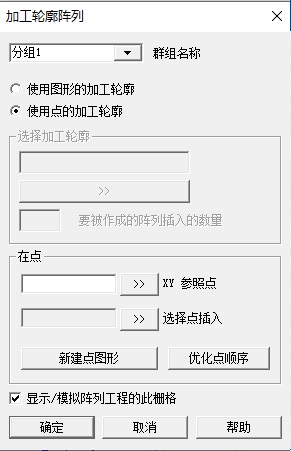 加工轮廓阵列
分组1 群组名称
使用图形的加工轮廓
使用点的加工轮廓
选择加工轮廓
>>
要被作成的阵列插入的数量
在点
>> XY 参照点
>> 选择点插入
新建点图形 优化点顺序
显示/模拟阵列工程的此栅格
确定 取消 帮助